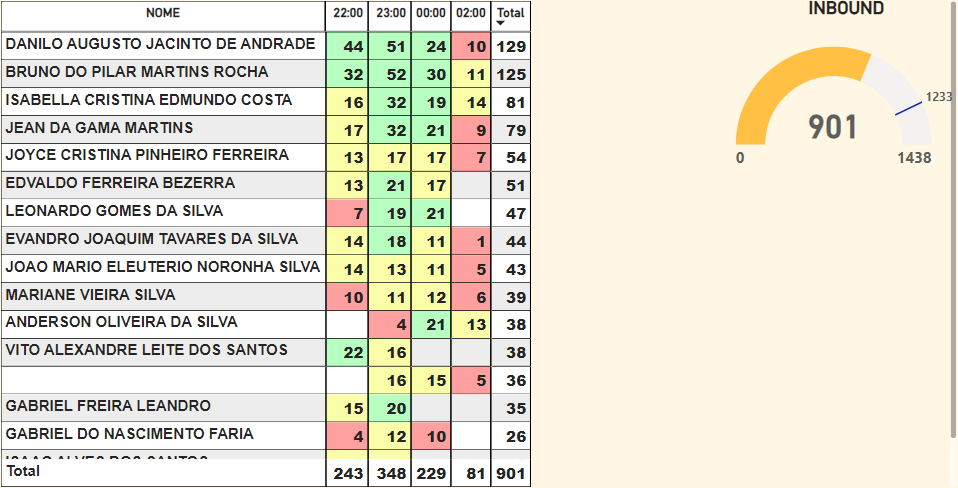 NOME 22:00 23:00 00:00 02:00 Total
DANILO AUGUSTO JACINTO DE ANDRADE 44 51 24 10 129
BRUNO DO PILAR MARTINS ROCHA 32 52 30 11 125
ISABELLA CRISTINA EDMUNDO COSTA 16 32 19 14 81
JEAN DA GAMA MARTINS 17 32 21 9 79
JOYCE CRISTINA PINHEIRO FERREIRA 13 17 17 7 54
EDVALDO FERREIRA BEZERRA 13 21 17 51
LEONARDO GOMES DA SILVA 7 19 21 47
EVANDRO JOAQUIM TAVARES DA SILVA 14 18 11 1 44
JOAO MARIO ELEUTERIO NORONHA SILVA 14 13 11 5 43
MARIANE VIEIRA SILVA 10 11 12 6 39
ANDERSON OLIVEIRA DA SILVA 4 21 13 38
VITO ALEXANDRE LEITE DOS SANTOS 22 16 38
16 15 5 36
GABRIEL FREIRA LEANDRO 15 20 35
GABRIEL DO NASCIMENTO FARIA 4 12 10 26
ISAAC ALVES DOS SANTOS
Total 243 348 229 81 901
INBOUND
1233
901
0 1438